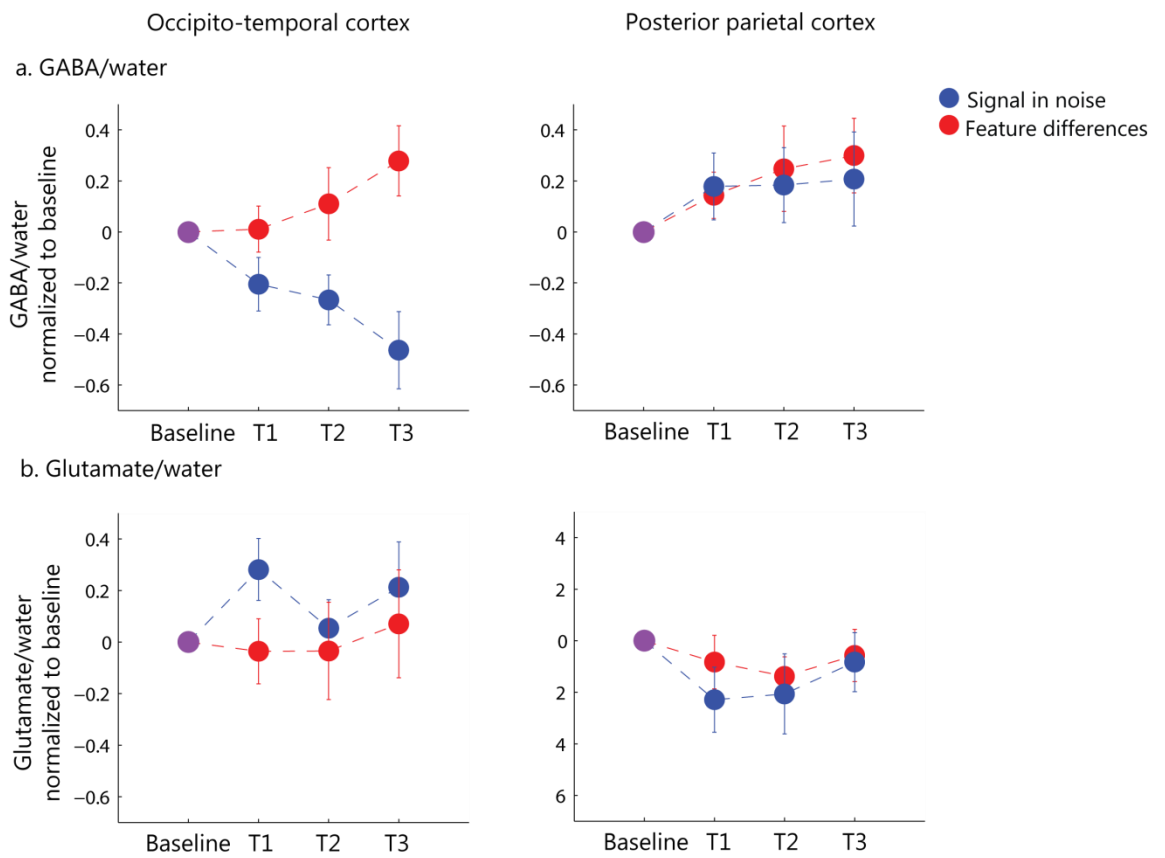 Occipito-temporal cortex
Posterior parietal cortex
a. GABA/water
Signal in noise
Feature differences
GABA/water
normalized to baseline
0.4
0.2
0
−0.2
−0.4
−0.6
Baseline T1 T2 T3
0.4
0.2
0
−0.2
−0.4
−0.6
Baseline T1 T2 T3
b. Glutamate/water
Glutamate/water
normalized to baseline
0.4
0.2
0
−0.2
−0.4
−0.6
Baseline T1 T2 T3
4
2
0
2
4
6
Baseline T1 T2 T3